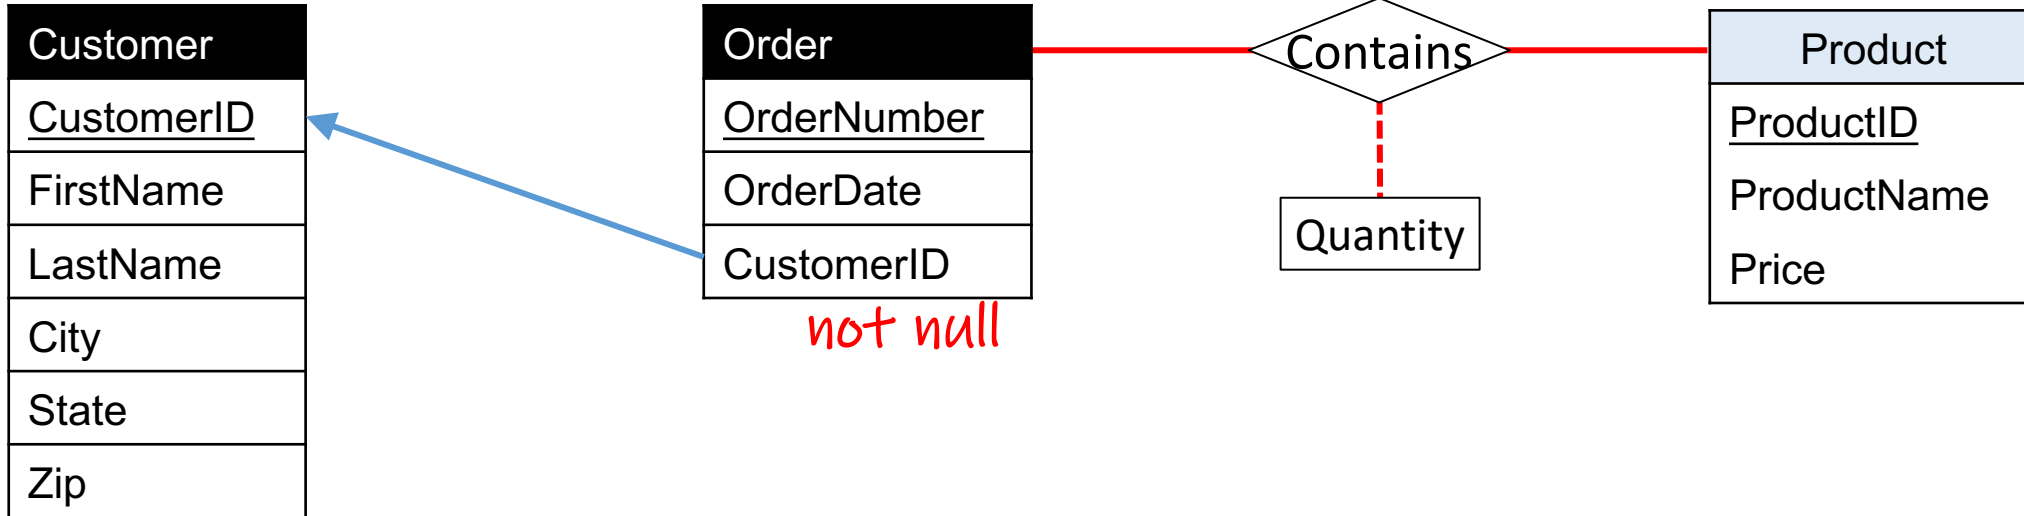 Customer
CustomerID
FirstName
LastName
City
State
Zip
Order
OrderNumber
OrderDate
CustomerID
not null
Contains
Quantity
Product
ProductID
ProductName
Price